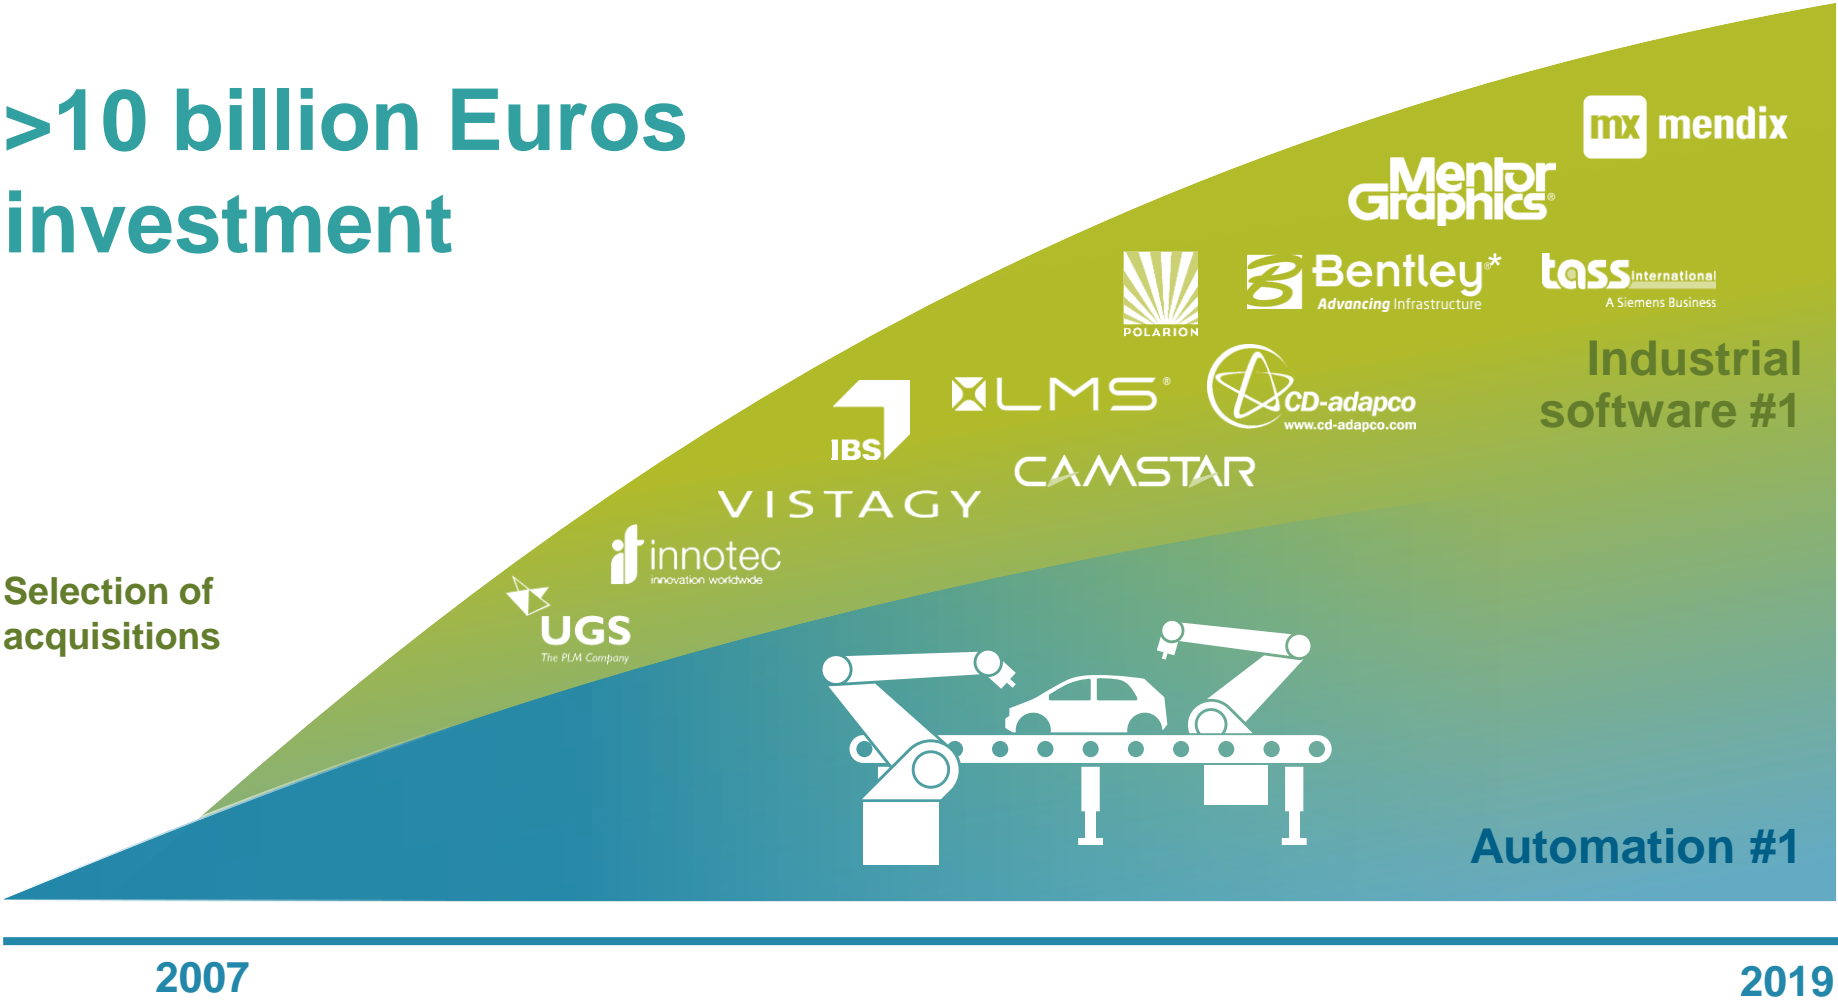 >10 billion Euros
investment
mx mendix
Mentor
Graphics®
POLARION
Bentley®*
Advancing Infrastructure
tass international
A Siemens Business
Industrial
software #1
IBS
LMS®
CD-adapco
www.cd-adapco.com
CAMSTAR
VISTAGY
it innotec
innovation worldwide
Selection of
acquisitions
UGS
The PLM Company
Automation #1
2007
2019